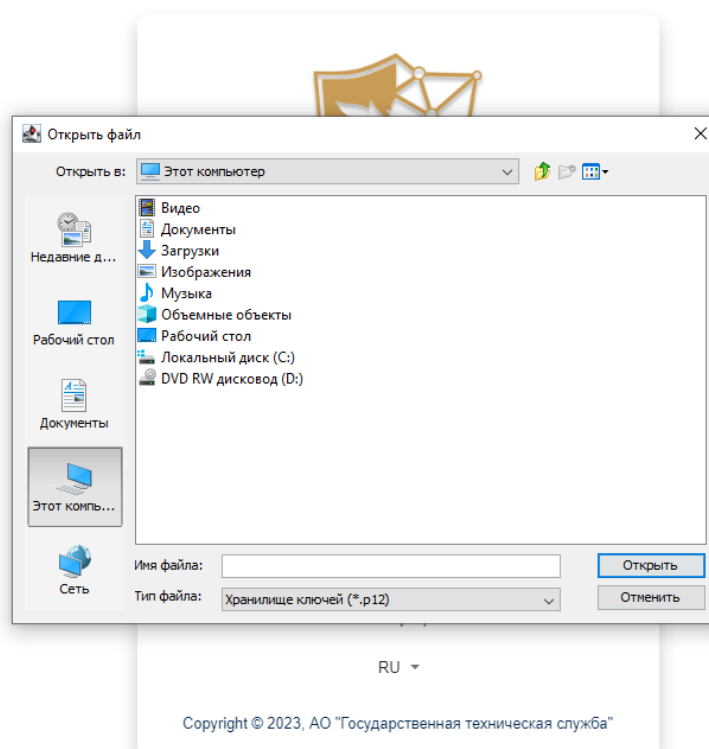 Открыть файл
Открыть в: Этот компьютер
Недавние д...
Рабочий стол
Документы
Этот компь...
Сеть
Видео
Документы
Загрузки
Изображения
Музыка
Объемные объекты
Рабочий стол
Локальный диск (C:)
DVD RW дисковод (D:)
Имя файла:
Открыть
Тип файла: Хранилище ключей (*.p12)
Отменить
RU
Copyright © 2023, АО "Государственная техническая служба"